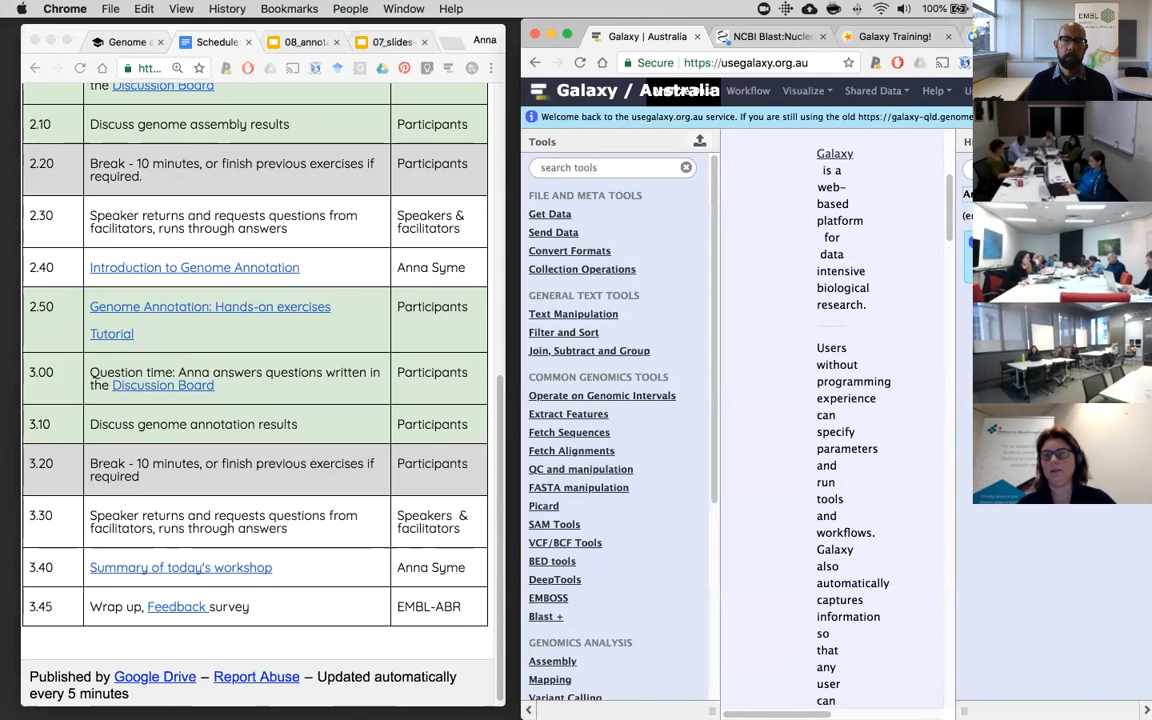 Chrome File Edit View History Bookmarks People Window Help 100%
Genome a
Schedule:
08_annota
07_slides-
Anna
htt...
the Discussion Board
2.10 Discuss genome assembly results Participants
2.20 Break - 10 minutes, or finish previous exercises if Participants
required.
2.30 Speaker returns and requests questions from Speakers &
facilitators, runs through answers facilitators
2.40 Introduction to Genome Annotation Anna Syme
2.50 Genome Annotation: Hands-on exercises Participants
Tutorial
3.00 Question time: Anna answers questions written in Participants
the Discussion Board
3.10 Discuss genome annotation results Participants
3.20 Break - 10 minutes, or finish previous exercises if Participants
required
3.30 Speaker returns and requests questions from Speakers &
facilitators, runs through answers facilitators
3.40 Summary of today's workshop Anna Syme
3.45 Wrap up, Feedback survey EMBL-ABR
Published by Google Drive – Report Abuse – Updated automatically
every 5 minutes
Galaxy | Australia
NCBI Blast:Nucle
Galaxy Training!
Secure https://usegalaxy.org.au
Galaxy / Australia Workflow Visualize Shared Data Help
Welcome back to the usegalaxy.org.au service. If you are still using the old https://galaxy-qld.genome
Tools
search tools
FILE AND META TOOLS
Get Data
Send Data
Convert Formats
Collection Operations
GENERAL TEXT TOOLS
Text Manipulation
Filter and Sort
Join, Subtract and Group
COMMON GENOMICS TOOLS
Operate on Genomic Intervals
Extract Features
Fetch Sequences
Fetch Alignments
QC and manipulation
FASTA manipulation
Picard
SAM Tools
VCF/BCF Tools
BED tools
DeepTools
EMBOSS
Blast +
GENOMICS ANALYSIS
Assembly
Mapping
Variant Calling
Galaxy
is a
web-
based
platform
for
data
intensive
biological
research.
Users
without
programming
experience
can
specify
parameters
and
run
tools
and
workflows.
Galaxy
also
automatically
captures
information
so
that
any
user
can
EMBL